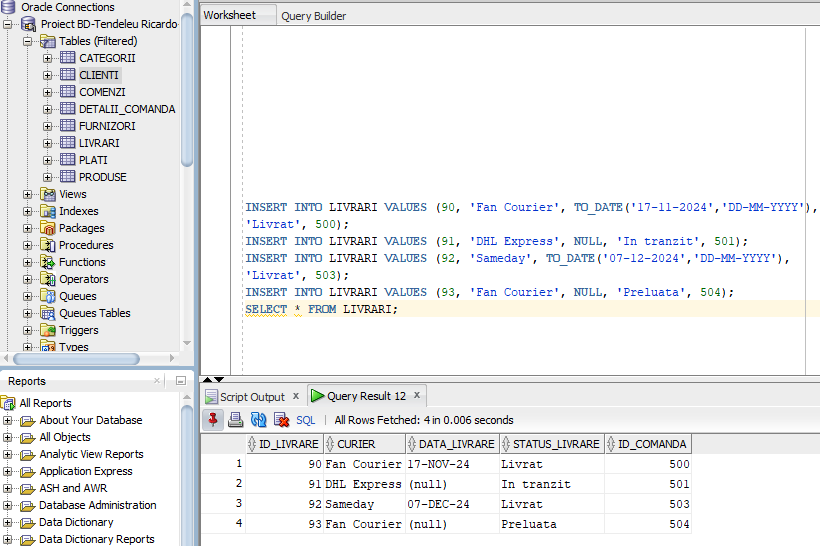 Oracle Connections
Project BD-Tendeleu Ricardo
Tables (Filtered)
CATEGORII
CLIENTI
COMENZI
DETALII_COMANDA
FURNIZORI
LIVRARI
PLATI
PRODUSE
Views
Indexes
Packages
Procedures
Functions
Operators
Queues
Queues Tables
Triggers
Types
Reports
All Reports
About Your Database
All Objects
Analytic View Reports
Application Express
ASH and AWR
Database Administration
Data Dictionary
Data Dictionary Reports
Worksheet Query Builder
INSERT INTO LIVRARI VALUES (90, 'Fan Courier', TO_DATE('17-11-2024','DD-MM-YYYY'),
'Livrat', 500);
INSERT INTO LIVRARI VALUES (91, 'DHL Express', NULL, 'In tranzit', 501);
INSERT INTO LIVRARI VALUES (92, 'Sameday', TO_DATE('07-12-2024','DD-MM-YYYY'),
'Livrat', 503);
INSERT INTO LIVRARI VALUES (93, 'Fan Courier', NULL, 'Preluata', 504);
SELECT * FROM LIVRARI;
Script Output x Query Result 12 x
SQL | All Rows Fetched: 4 in 0.006 seconds
ID_LIVRARE CURIER DATA_LIVRARE STATUS_LIVRARE ID_COMANDA
1 90 Fan Courier 17-NOV-24 Livrat 500
2 91 DHL Express (null) In tranzit 501
3 92 Sameday 07-DEC-24 Livrat 503
4 93 Fan Courier (null) Preluata 504